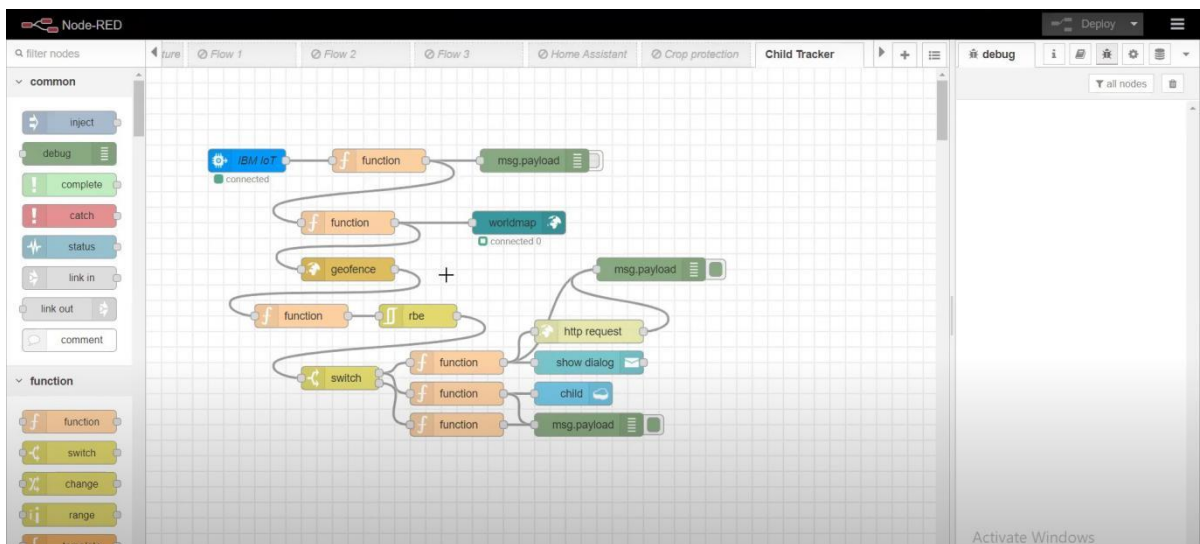 Node-RED
Deploy
filter nodes
ture
Flow 1
Flow 2
Flow 3
Home Assistant
Crop protection
Child Tracker
debug
i
all nodes
common
inject
debug
complete
catch
status
link in
link out
comment
function
function
switch
change
range
template
IBM IoT
connected
function
msg.payload
function
worldmap
connected 0
geofence
msg.payload
function
rbe
http request
function
show dialog
switch
function
child
function
msg.payload
Activate Windows